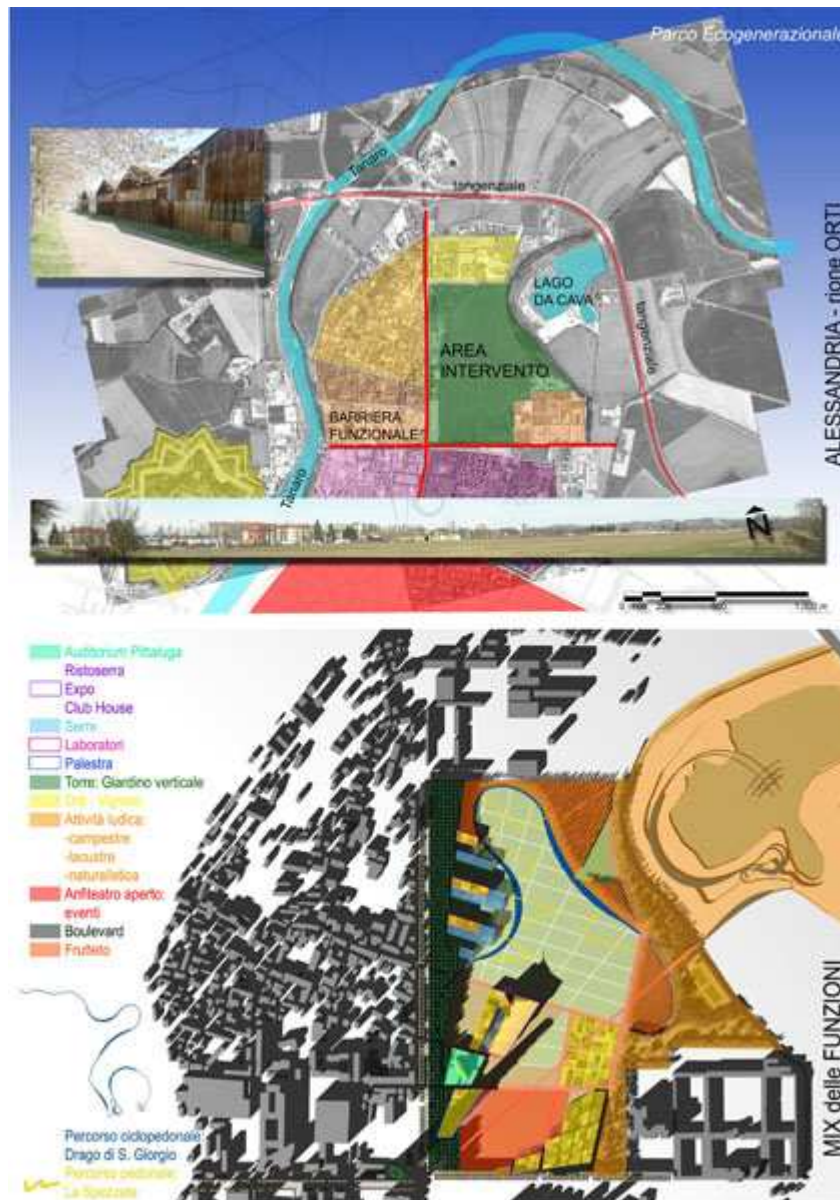 Parco Ecogenerazionale
Tanaro
tangenziale
LAGO
DA CAVA
tangenziale
AREA
INTERVENTO
BARRIERA
FUNZIONALE
Tanaro
N
ALESSANDRIA - rione ORTI
Auditorium Pittaluga
Ristoserra
Expo
Club House
Serre
Laboratori
Palestra
Torre: Giardino verticale
Attività ludica:
-campestre
-lacustre
-naturalistica
Anfiteatro aperto:
eventi
Boulevard
Frutteto
Percorso ciclopedonale:
Drago di S. Giorgio
Percorso pedonale:
La Spezzata
MIX delle FUNZIONI